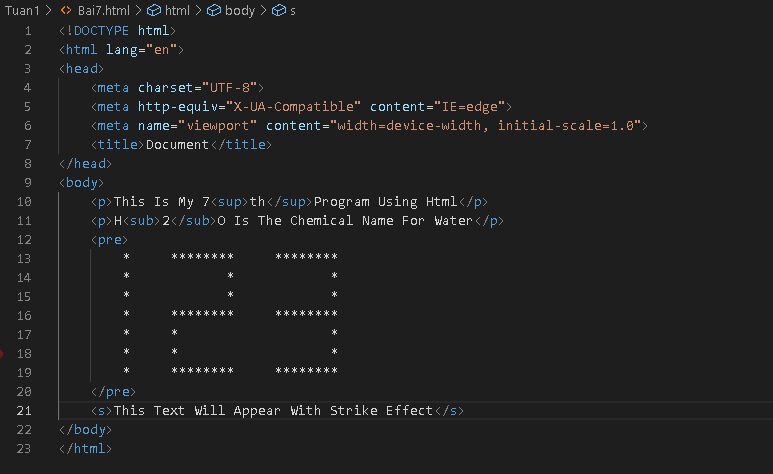 Tuan1 > <> Bai7.html > html > body > s
1 <!DOCTYPE html>
2 <html lang="en">
3 <head>
4     <meta charset="UTF-8">
5     <meta http-equiv="X-UA-Compatible" content="IE=edge">
6     <meta name="viewport" content="width=device-width, initial-scale=1.0">
7     <title>Document</title>
8 </head>
9 <body>
10     <p>This Is My 7<sup>th</sup>Program Using Html</p>
11     <p>H<sub>2</sub>O Is The Chemical Name For Water</p>
12     <pre>
13         *     ********     ********
14         *            *            *
15         *            *            *
16         *     ********     ********
17         *     *                   *
18         *     *                   *
19         *     ********     ********
20     </pre>
21     <s>This Text Will Appear With Strike Effect</s>
22 </body>
23 </html>